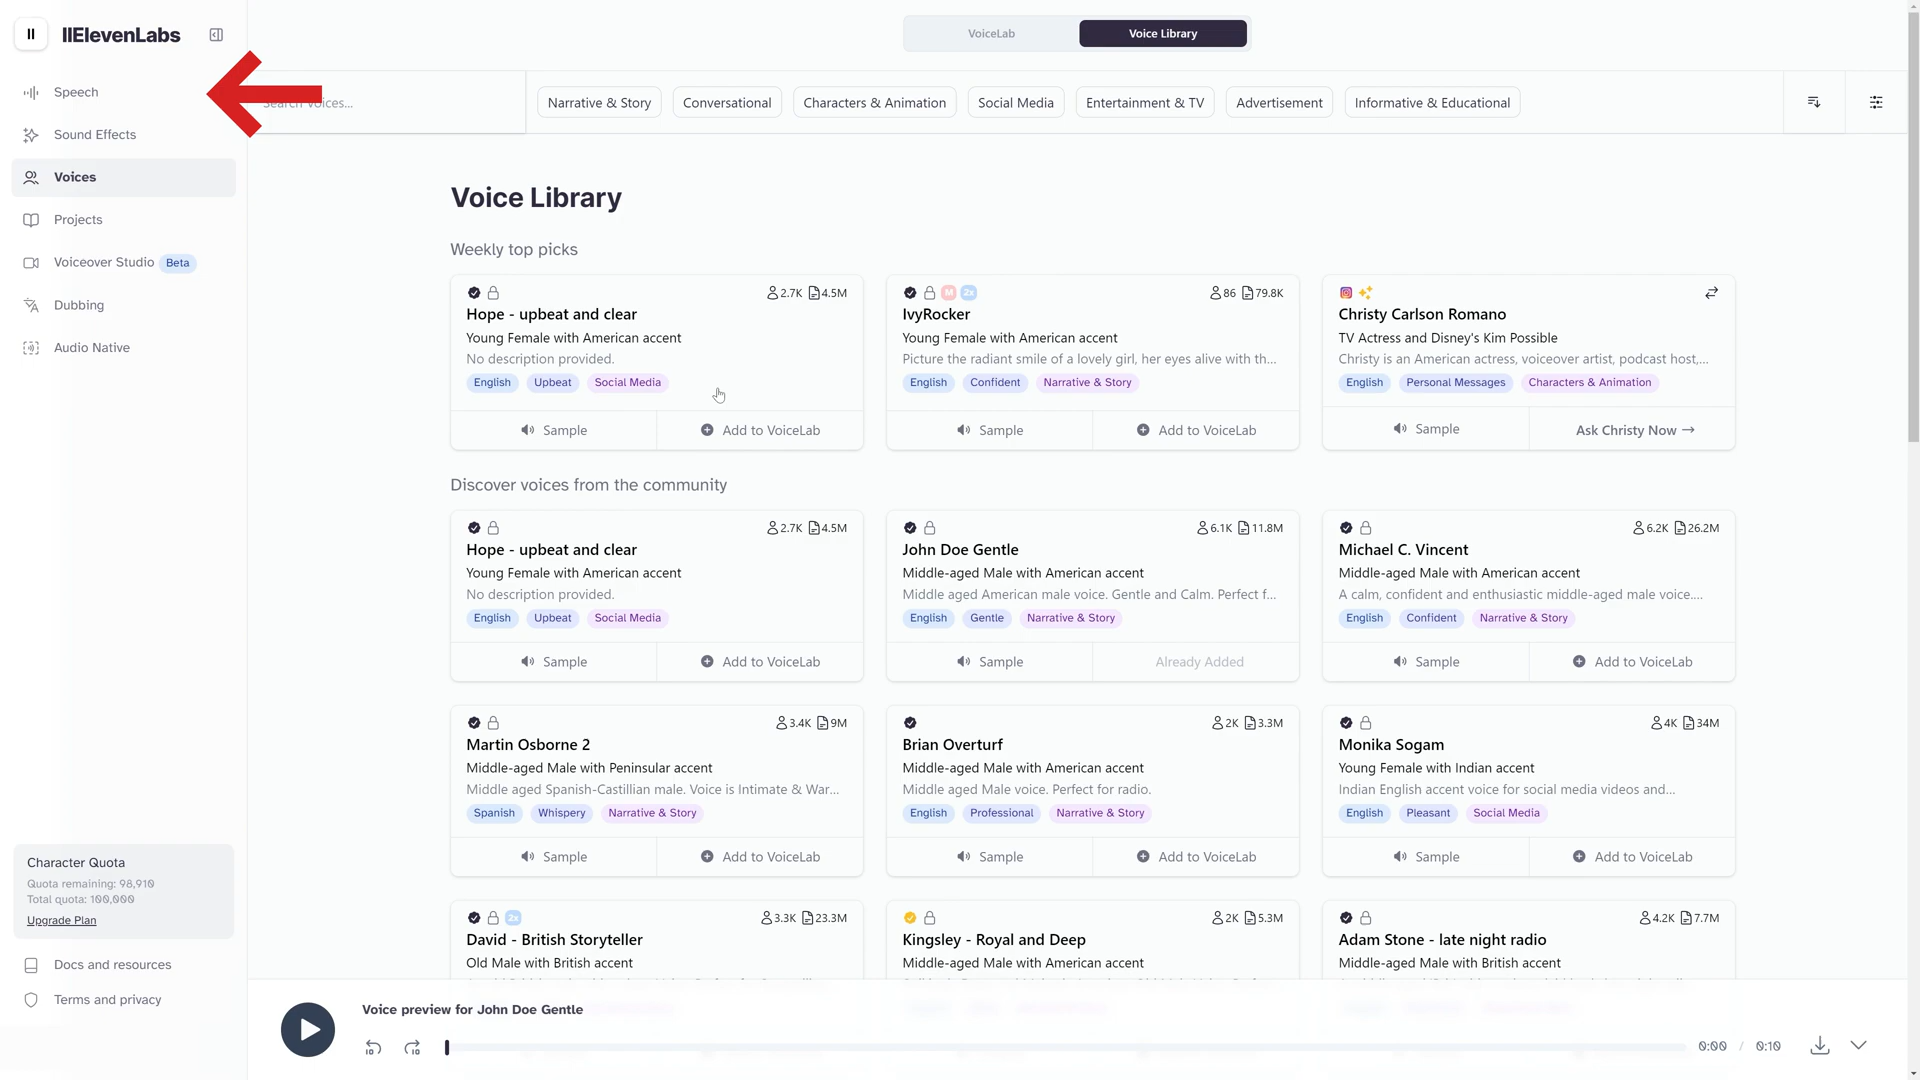 IIElevenLabs
Speech
Sound Effects
Voices
Projects
Voiceover Studio Beta
Dubbing
Audio Native
Character Quota
Quota remaining: 98,910
Total quota: 100,000
Upgrade Plan
Docs and resources
Terms and privacy
VoiceLab
Voice Library
Search Voices...
Narrative & Story
Conversational
Characters & Animation
Social Media
Entertainment & TV
Advertisement
Informative & Educational
Voice Library
Weekly top picks
2.7K 4.5M
Hope - upbeat and clear
Young Female with American accent
No description provided.
English Upbeat Social Media
Sample Add to VoiceLab
M 2x 86 79.8K
IvyRocker
Young Female with American accent
Picture the radiant smile of a lovely girl, her eyes alive with th...
English Confident Narrative & Story
Sample Add to VoiceLab
Christy Carlson Romano
TV Actress and Disney's Kim Possible
Christy is an American actress, voiceover artist, podcast host,...
English Personal Messages Characters & Animation
Sample Ask Christy Now →
Discover voices from the community
2.7K 4.5M
Hope - upbeat and clear
Young Female with American accent
No description provided.
English Upbeat Social Media
Sample Add to VoiceLab
6.1K 11.8M
John Doe Gentle
Middle-aged Male with American accent
Middle aged American male voice. Gentle and Calm. Perfect f...
English Gentle Narrative & Story
Sample Already Added
6.2K 26.2M
Michael C. Vincent
Middle-aged Male with American accent
A calm, confident and enthusiastic middle-aged male voice....
English Confident Narrative & Story
Sample Add to VoiceLab
3.4K 9M
Martin Osborne 2
Middle-aged Male with Peninsular accent
Middle aged Spanish-Castillian male. Voice is Intimate & War...
Spanish Whispery Narrative & Story
Sample Add to VoiceLab
2K 3.3M
Brian Overturf
Middle-aged Male with American accent
Middle aged Male voice. Perfect for radio.
English Professional Narrative & Story
Sample Add to VoiceLab
4K 34M
Monika Sogam
Young Female with Indian accent
Indian English accent voice for social media videos and...
English Pleasant Social Media
Sample Add to VoiceLab
2x 3.3K 23.3M
David - British Storyteller
Old Male with British accent
2K 5.3M
Kingsley - Royal and Deep
Middle-aged Male with American accent
4.2K 7.7M
Adam Stone - late night radio
Middle-aged Male with British accent
Voice preview for John Doe Gentle
10 10
0:00 / 0:10